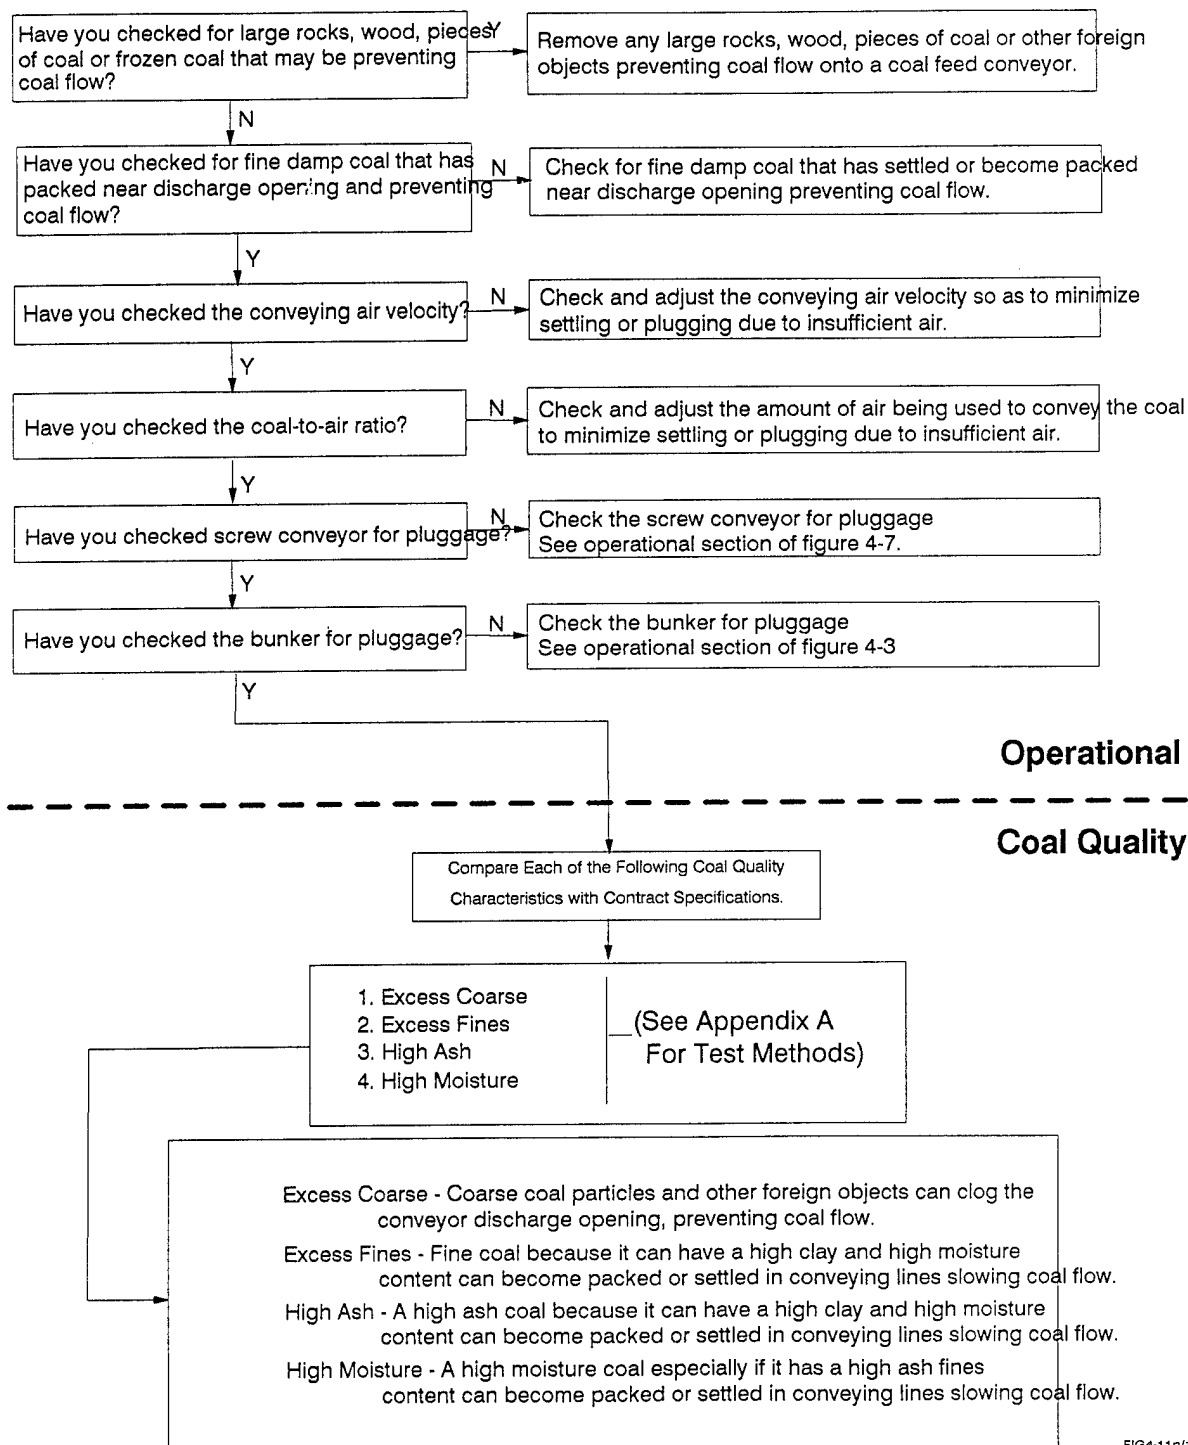 Have you checked for large rocks, wood, pieces
of coal or frozen coal that may be preventing
coal flow?
Y
Remove any large rocks, wood, pieces of coal or other foreign
objects preventing coal flow onto a coal feed conveyor.
N
Have you checked for fine damp coal that has
packed near discharge opening and preventing
coal flow?
N
Check for fine damp coal that has settled or become packed
near discharge opening preventing coal flow.
Y
Have you checked the conveying air velocity?
N
Check and adjust the conveying air velocity so as to minimize
settling or plugging due to insufficient air.
Y
Have you checked the coal-to-air ratio?
N
Check and adjust the amount of air being used to convey the coal
to minimize settling or plugging due to insufficient air.
Y
Have you checked screw conveyor for pluggage?
N
Check the screw conveyor for pluggage
See operational section of figure 4-7.
Y
Have you checked the bunker for pluggage?
N
Check the bunker for pluggage
See operational section of figure 4-3
Y
Operational
Coal Quality
Compare Each of the Following Coal Quality
Characteristics with Contract Specifications.
1. Excess Coarse
2. Excess Fines
3. High Ash
4. High Moisture
(See Appendix A
For Test Methods)
Excess Coarse - Coarse coal particles and other foreign objects can clog the
conveyor discharge opening, preventing coal flow.
Excess Fines - Fine coal because it can have a high clay and high moisture
content can become packed or settled in conveying lines slowing coal flow.
High Ash - A high ash coal because it can have a high clay and high moisture
content can become packed or settled in conveying lines slowing coal flow.
High Moisture - A high moisture coal especially if it has a high ash fines
content can become packed or settled in conveying lines slowing coal flow.